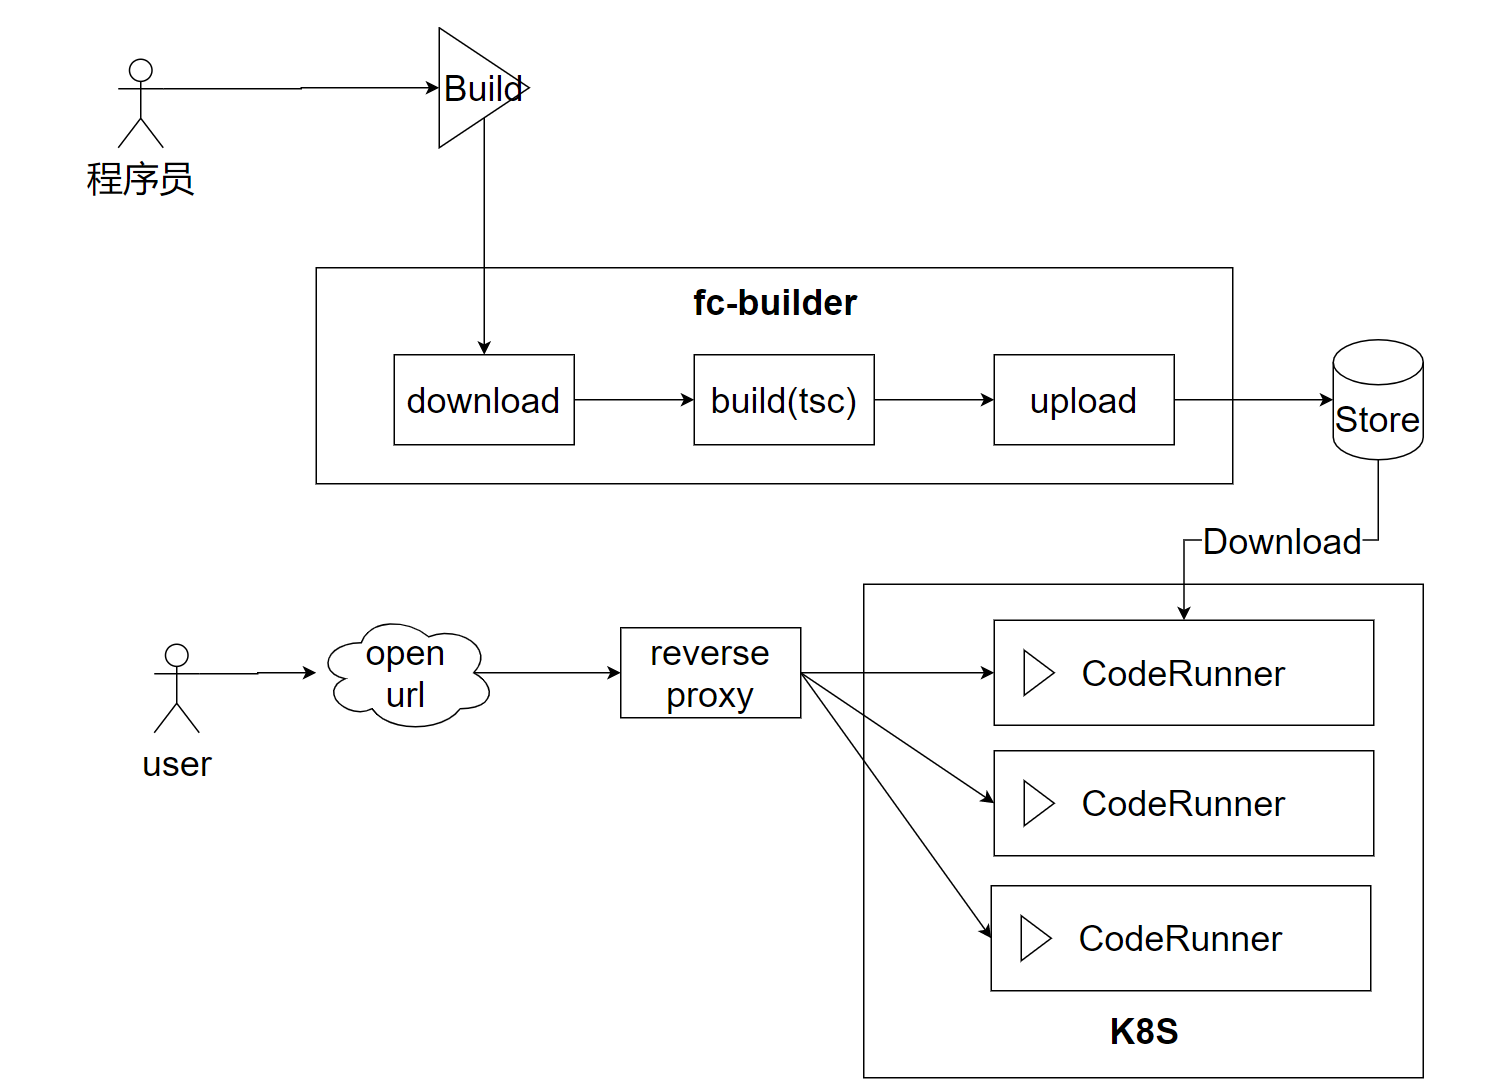 Build
程序员
fc-builder
download
build(tsc)
upload
Store
Download
open
url
reverse
proxy
CodeRunner
user
CodeRunner
CodeRunner
K8S